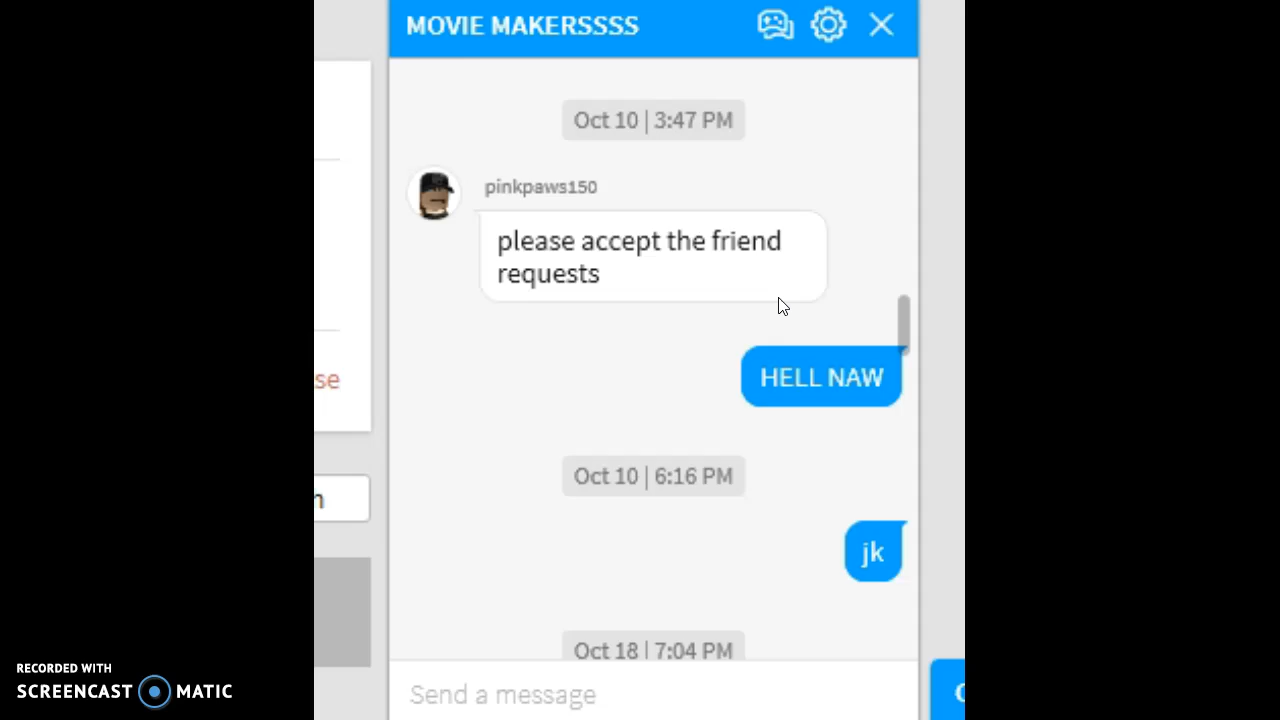 MOVIE MAKERSSSS
Oct 10 | 3:47 PM
pinkpaws150
please accept the friend
requests
HELL NAW
se
Oct 10 | 6:16 PM
n
jk
Oct 18 | 7:04 PM
Send a message
RECORDED WITH
SCREENCAST MATIC